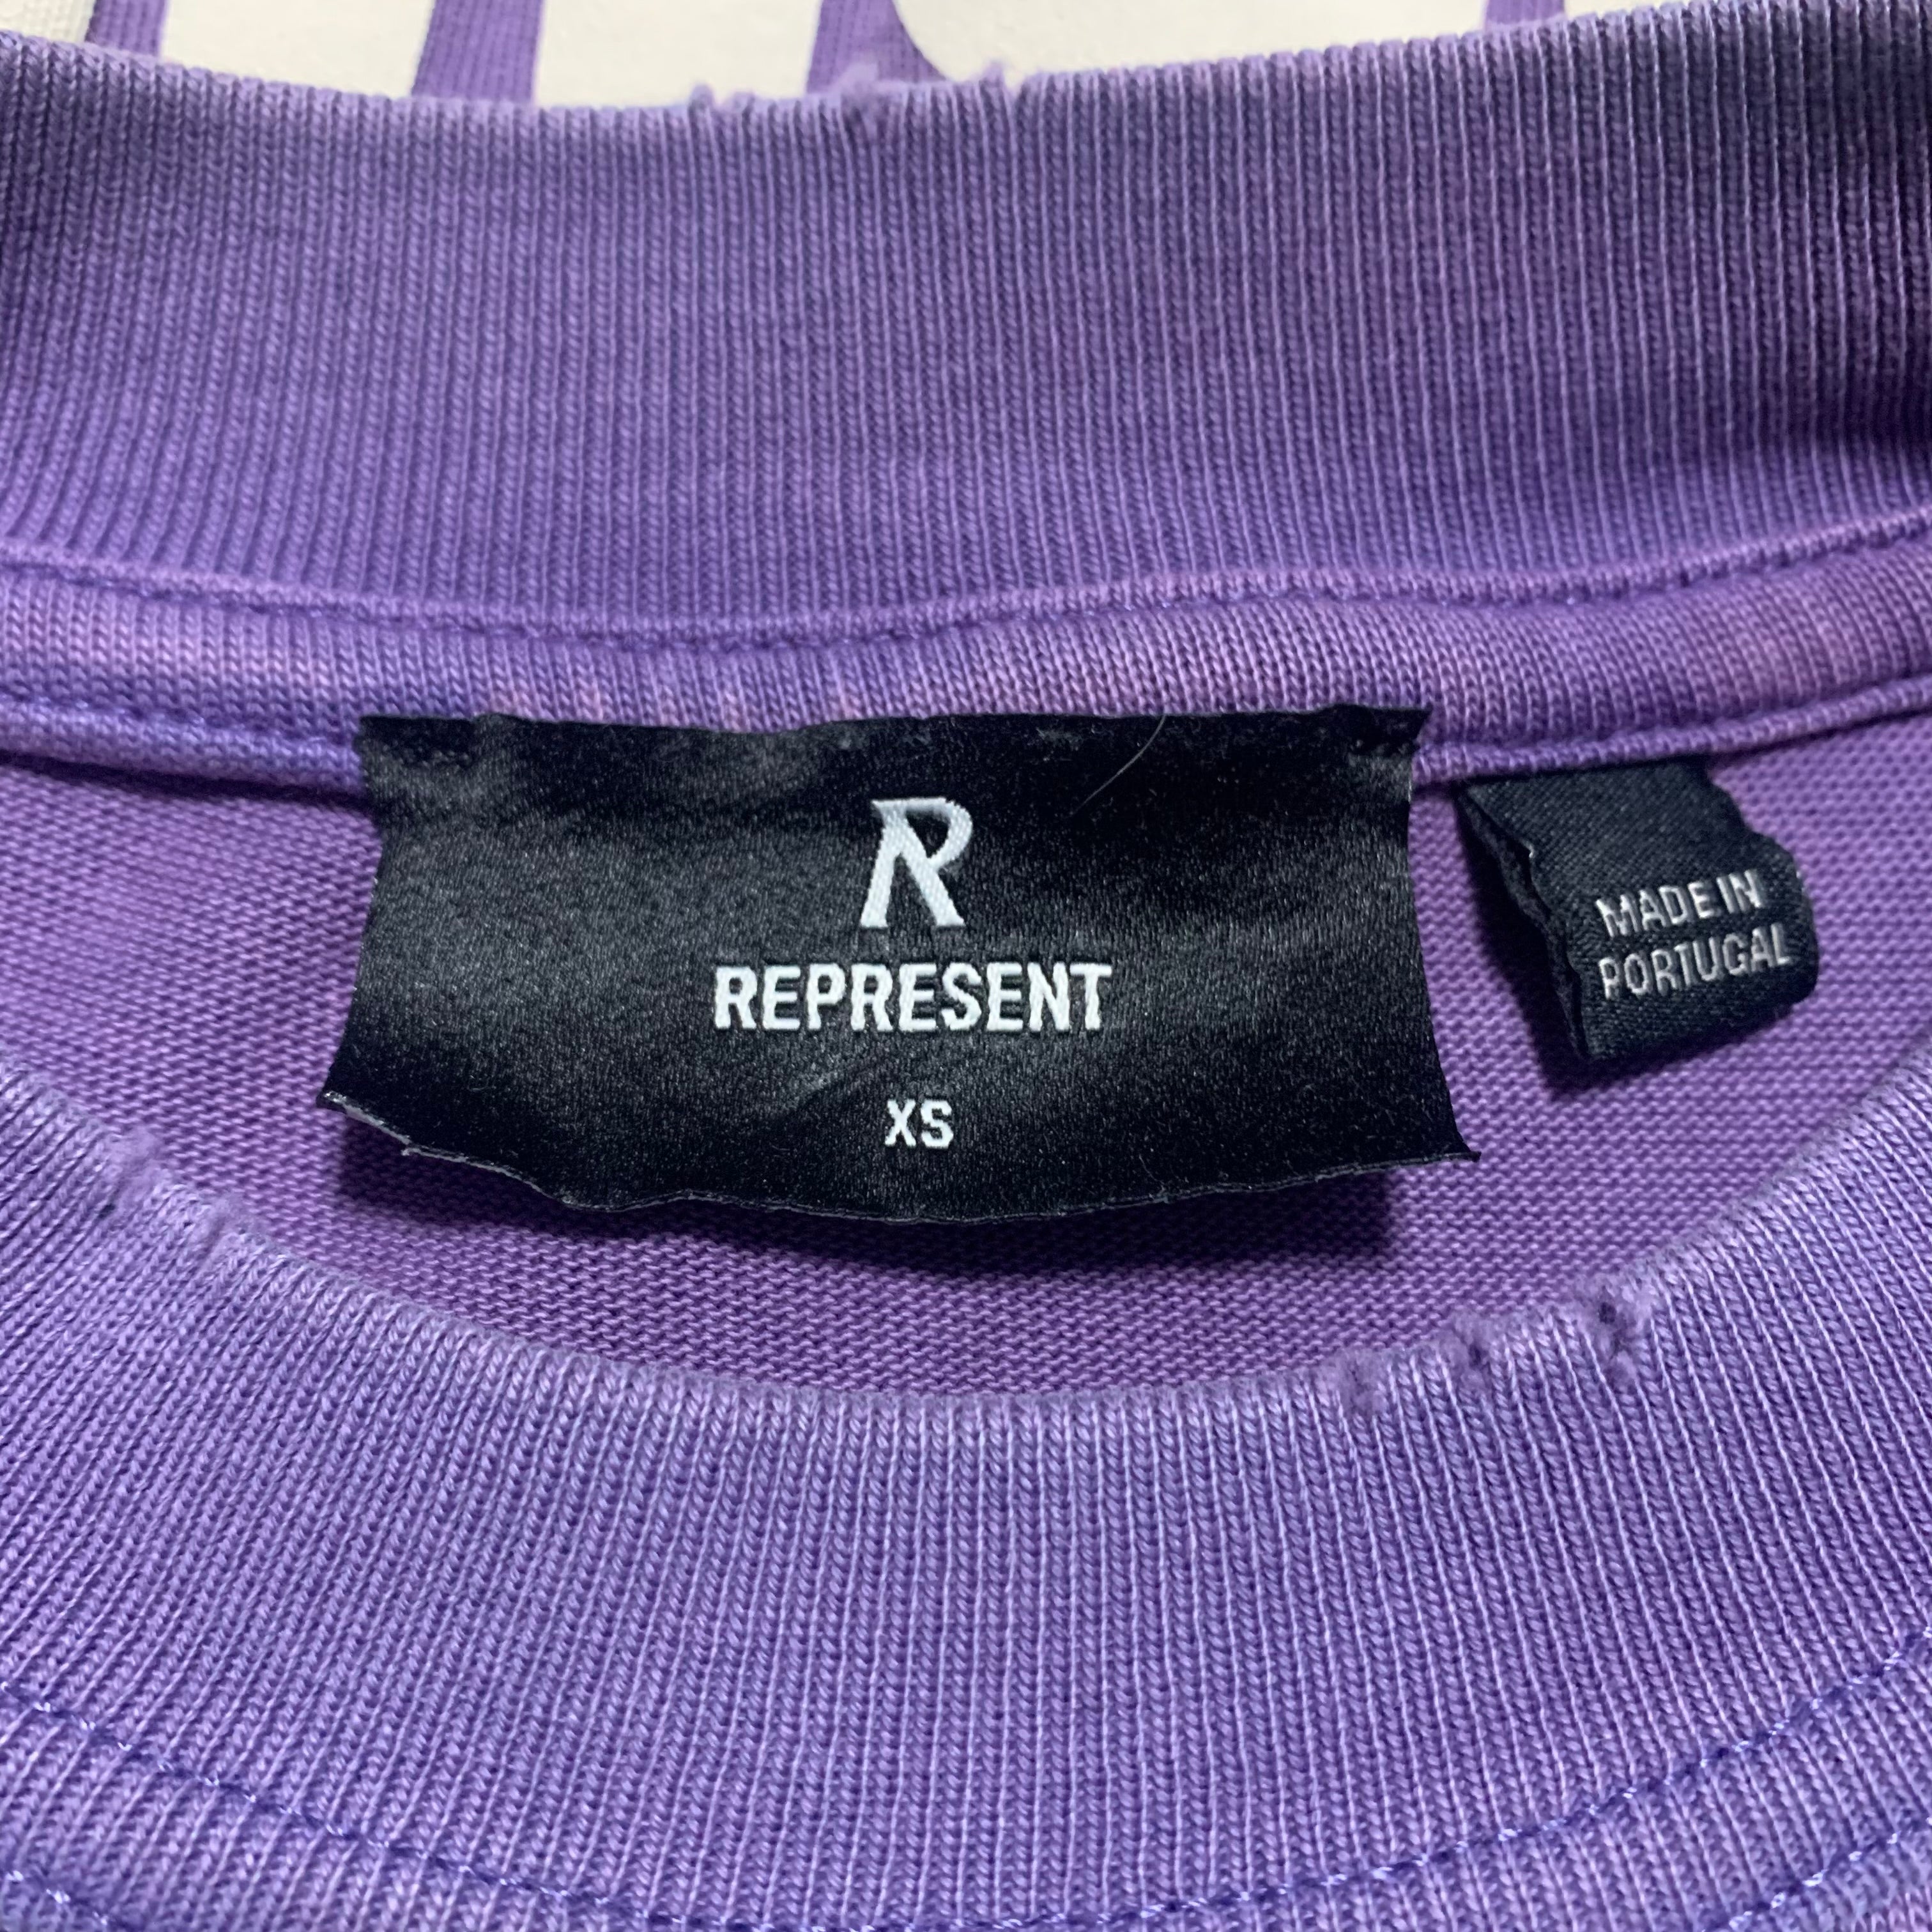 R
REPRESENT
XS
MADE IN
PORTUGAL